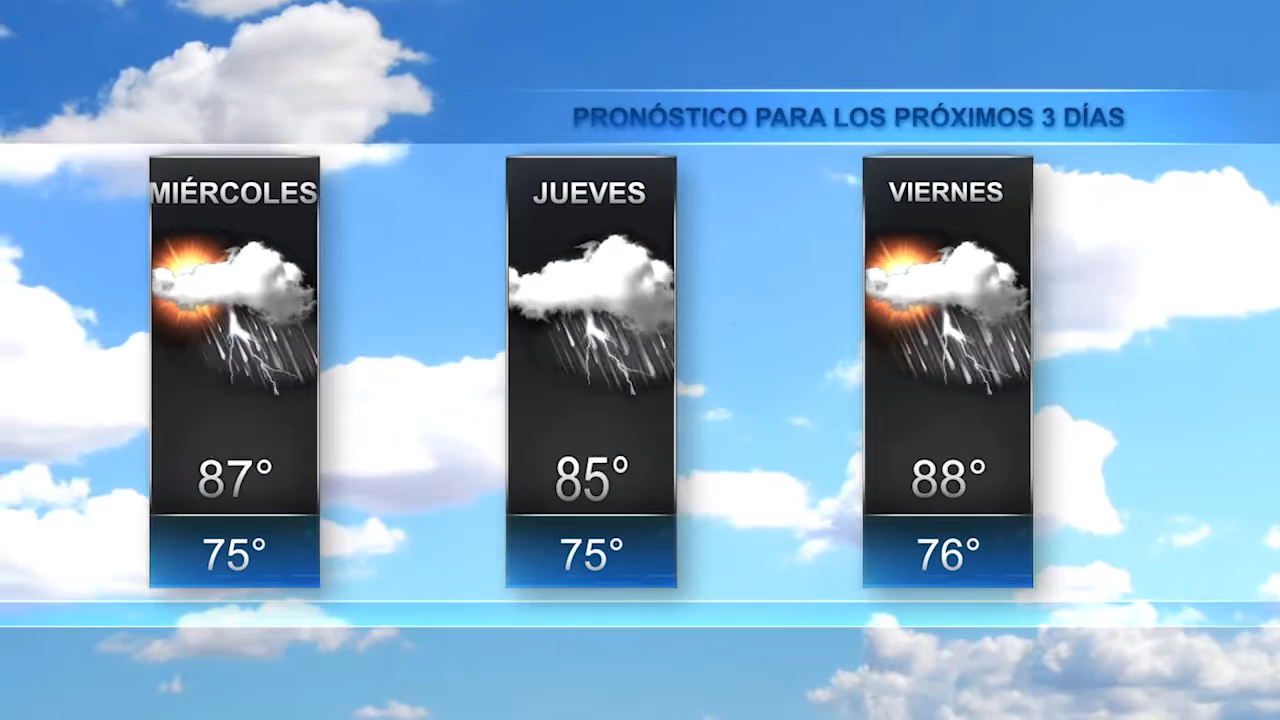 PRONÓSTICO PARA LOS PRÓXIMOS 3 DÍAS
MIÉRCOLES
87°
75°
JUEVES
85°
75°
VIERNES
88°
76°